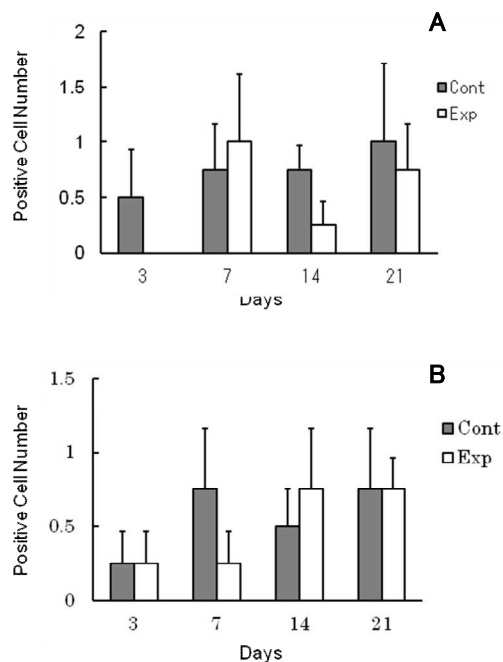 A
Positive Cell Number
2
1.5
1
0.5
0
Cont
Exp
3 7 14 21
Days
B
Positive Cell Number
1.5
1
0.5
0
Cont
Exp
3 7 14 21
Days